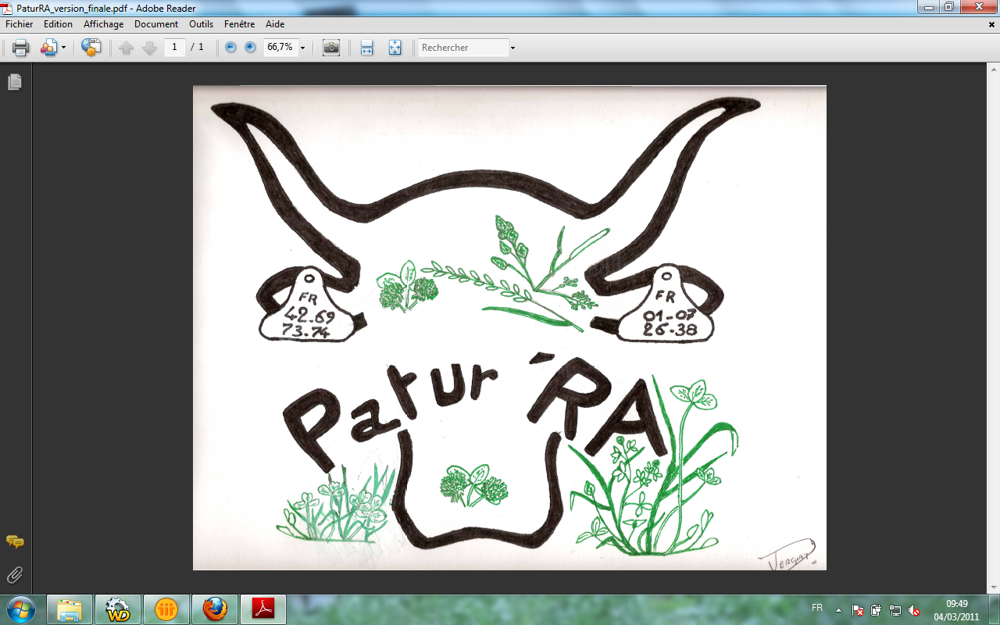 PaturRA_version_finale.pdf - Adobe Reader
Fichier Edition Affichage Document Outils Fenêtre Aide
1 / 1 66,7% Rechercher
FR
42-69
73-74
FR
01-07
26-38
Patur'RA
WD
FR
09:49
04/03/2011